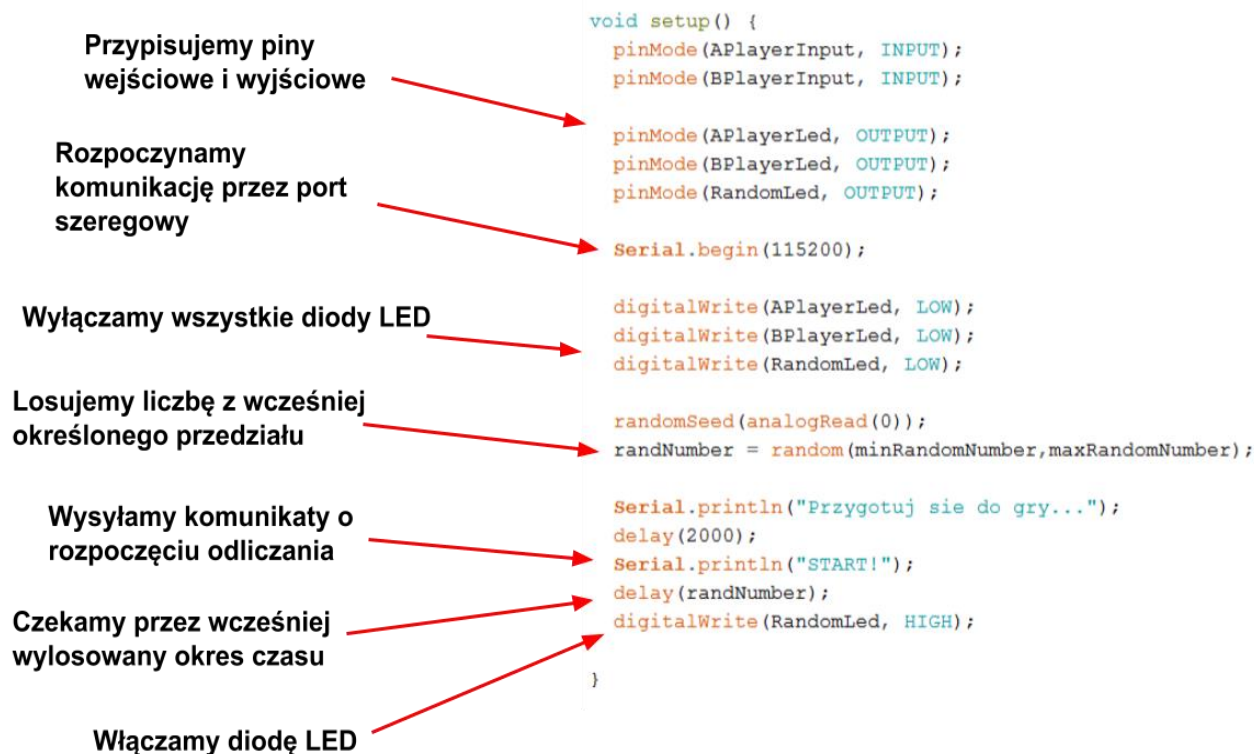 Przypisujemy piny
wejściowe i wyjściowe
Rozpoczynamy
komunikację przez port
szeregowy
Wyłączamy wszystkie diody LED
Losujemy liczbę z wcześniej
określonego przedziału
Wysyłamy komunikaty o
rozpoczęciu odliczania
Czekamy przez wcześniej
wylosowany okres czasu
Włączamy diodę LED
void setup() {
pinMode(APlayerInput, INPUT);
pinMode(BPlayerInput, INPUT);
pinMode(APlayerLed, OUTPUT);
pinMode(BPlayerLed, OUTPUT);
pinMode(RandomLed, OUTPUT);
Serial.begin(115200);
digitalWrite(APlayerLed, LOW);
digitalWrite(BPlayerLed, LOW);
digitalWrite(RandomLed, LOW);
randomSeed(analogRead(0));
randNumber = random(minRandomNumber,maxRandomNumber);
Serial.println("Przygotuj sie do gry...");
delay(2000);
Serial.println("START!");
delay(randNumber);
digitalWrite(RandomLed, HIGH);
}